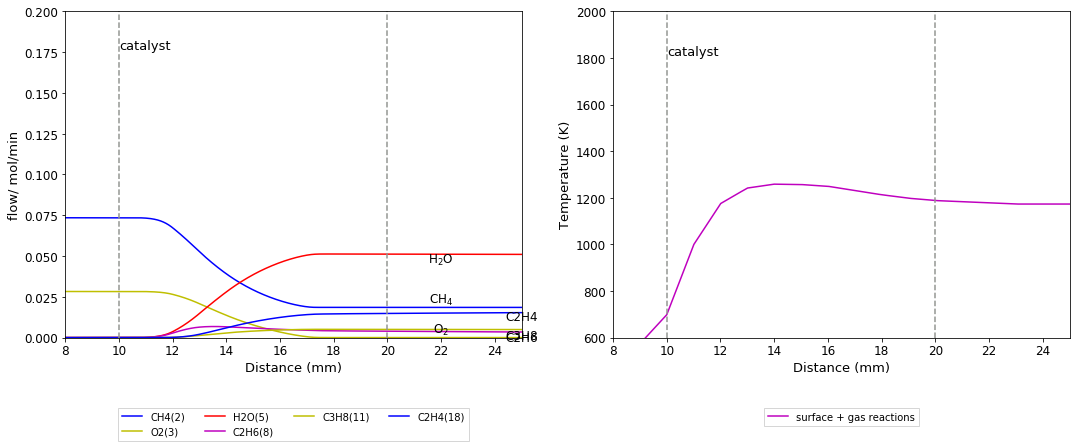 0.200
0.175
0.150
0.125
0.100
0.075
0.050
0.025
0.000
flow/ mol/min
catalyst
H2O
CH4
C2H4
O2
C3H8
C2H6
8 10 12 14 16 18 20 22 24
Distance (mm)
CH4(2) H2O(5) C3H8(11) C2H4(18)
O2(3) C2H6(8)
2000
1800
1600
1400
1200
1000
800
600
Temperature (K)
catalyst
8 10 12 14 16 18 20 22 24
Distance (mm)
surface + gas reactions